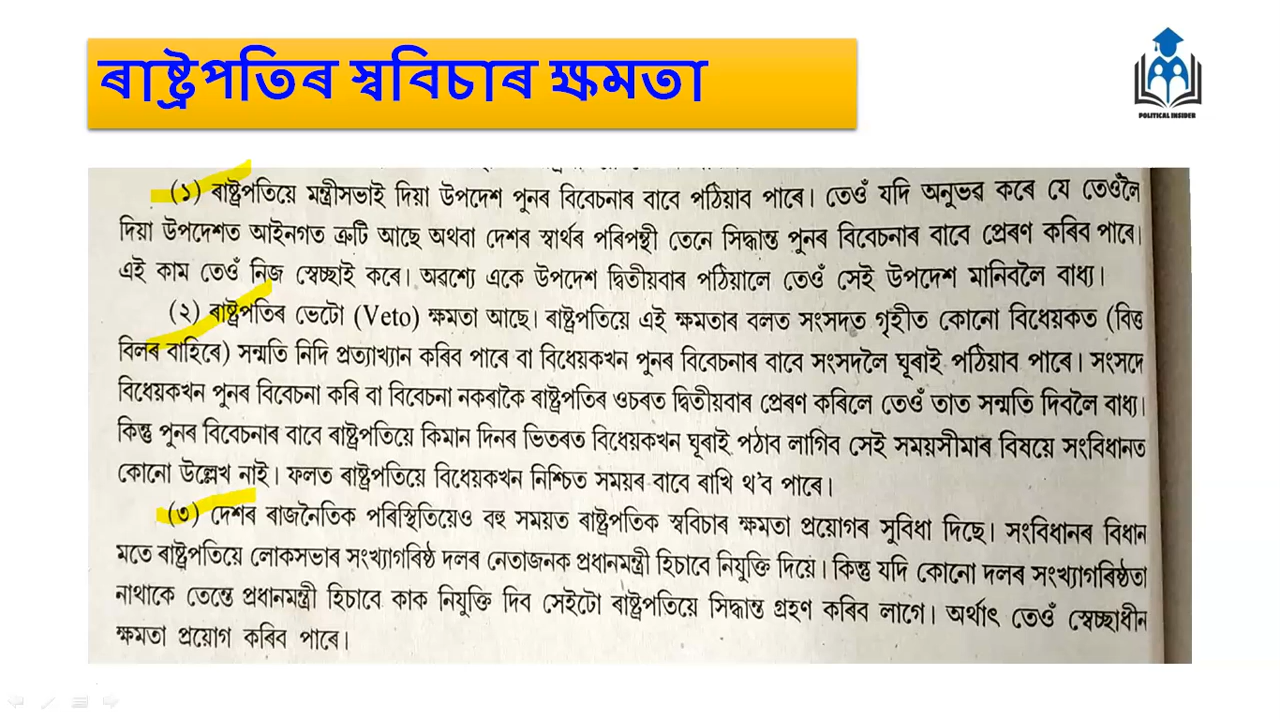 ৰাষ্ট্ৰপতিৰ স্ববিচাৰ ক্ষমতা
POLITICAL INSIDER
(১) ৰাষ্ট্ৰপতিয়ে মন্ত্ৰীসভাই দিয়া উপদেশ পুনৰ বিবেচনাৰ বাবে পঠিয়াব পাৰে। তেওঁ যদি অনুভৱ কৰে যে তেওঁলৈ
দিয়া উপদেশত আইনগত ত্ৰুটি আছে অথবা দেশৰ স্বাৰ্থৰ পৰিপন্থী তেনে সিদ্ধান্ত পুনৰ বিবেচনাৰ বাবে প্ৰেৰণ কৰিব পাৰে।
এই কাম তেওঁ নিজ স্বেচ্ছাই কৰে। অৱশ্যে একে উপদেশ দ্বিতীয়বাৰ পঠিয়ালে তেওঁ সেই উপদেশ মানিবলৈ বাধ্য।
(২) ৰাষ্ট্ৰপতিৰ ভেটো (Veto) ক্ষমতা আছে। ৰাষ্ট্ৰপতিয়ে এই ক্ষমতাৰ বলত সংসদত গৃহীত কোনো বিধেয়কত (বিত্ত
বিলৰ বাহিৰে) সন্মতি নিদি প্ৰত্যাখ্যান কৰিব পাৰে বা বিধেয়কখন পুনৰ বিবেচনাৰ বাবে সংসদলৈ ঘূৰাই পঠিয়াব পাৰে। সংসদে
বিধেয়কখন পুনৰ বিবেচনা কৰি বা বিবেচনা নকৰাকৈ ৰাষ্ট্ৰপতিৰ ওচৰত দ্বিতীয়বাৰ প্ৰেৰণ কৰিলে তেওঁ তাত সন্মতি দিবলৈ বাধ্য।
কিন্তু পুনৰ বিবেচনাৰ বাবে ৰাষ্ট্ৰপতিয়ে কিমান দিনৰ ভিতৰত বিধেয়কখন ঘূৰাই পঠাব লাগিব সেই সময়সীমাৰ বিষয়ে সংবিধানত
কোনো উল্লেখ নাই। ফলত ৰাষ্ট্ৰপতিয়ে বিধেয়কখন নিশ্চিত সময়ৰ বাবে ৰাখি থ'ব পাৰে।
(৩) দেশৰ ৰাজনৈতিক পৰিস্থিতিয়েও বহু সময়ত ৰাষ্ট্ৰপতিক স্ববিচাৰ ক্ষমতা প্ৰয়োগৰ সুবিধা দিছে। সংবিধানৰ বিধান
মতে ৰাষ্ট্ৰপতিয়ে লোকসভাৰ সংখ্যাগৰিষ্ঠ দলৰ নেতাজনক প্ৰধানমন্ত্ৰী হিচাবে নিযুক্তি দিয়ে। কিন্তু যদি কোনো দলৰ সংখ্যাগৰিষ্ঠতা
নাথাকে তেন্তে প্ৰধানমন্ত্ৰী হিচাবে কাক নিযুক্তি দিব সেইটো ৰাষ্ট্ৰপতিয়ে সিদ্ধান্ত গ্ৰহণ কৰিব লাগে। অৰ্থাৎ তেওঁ স্বেচ্ছাধীন
ক্ষমতা প্ৰয়োগ কৰিব পাৰে।